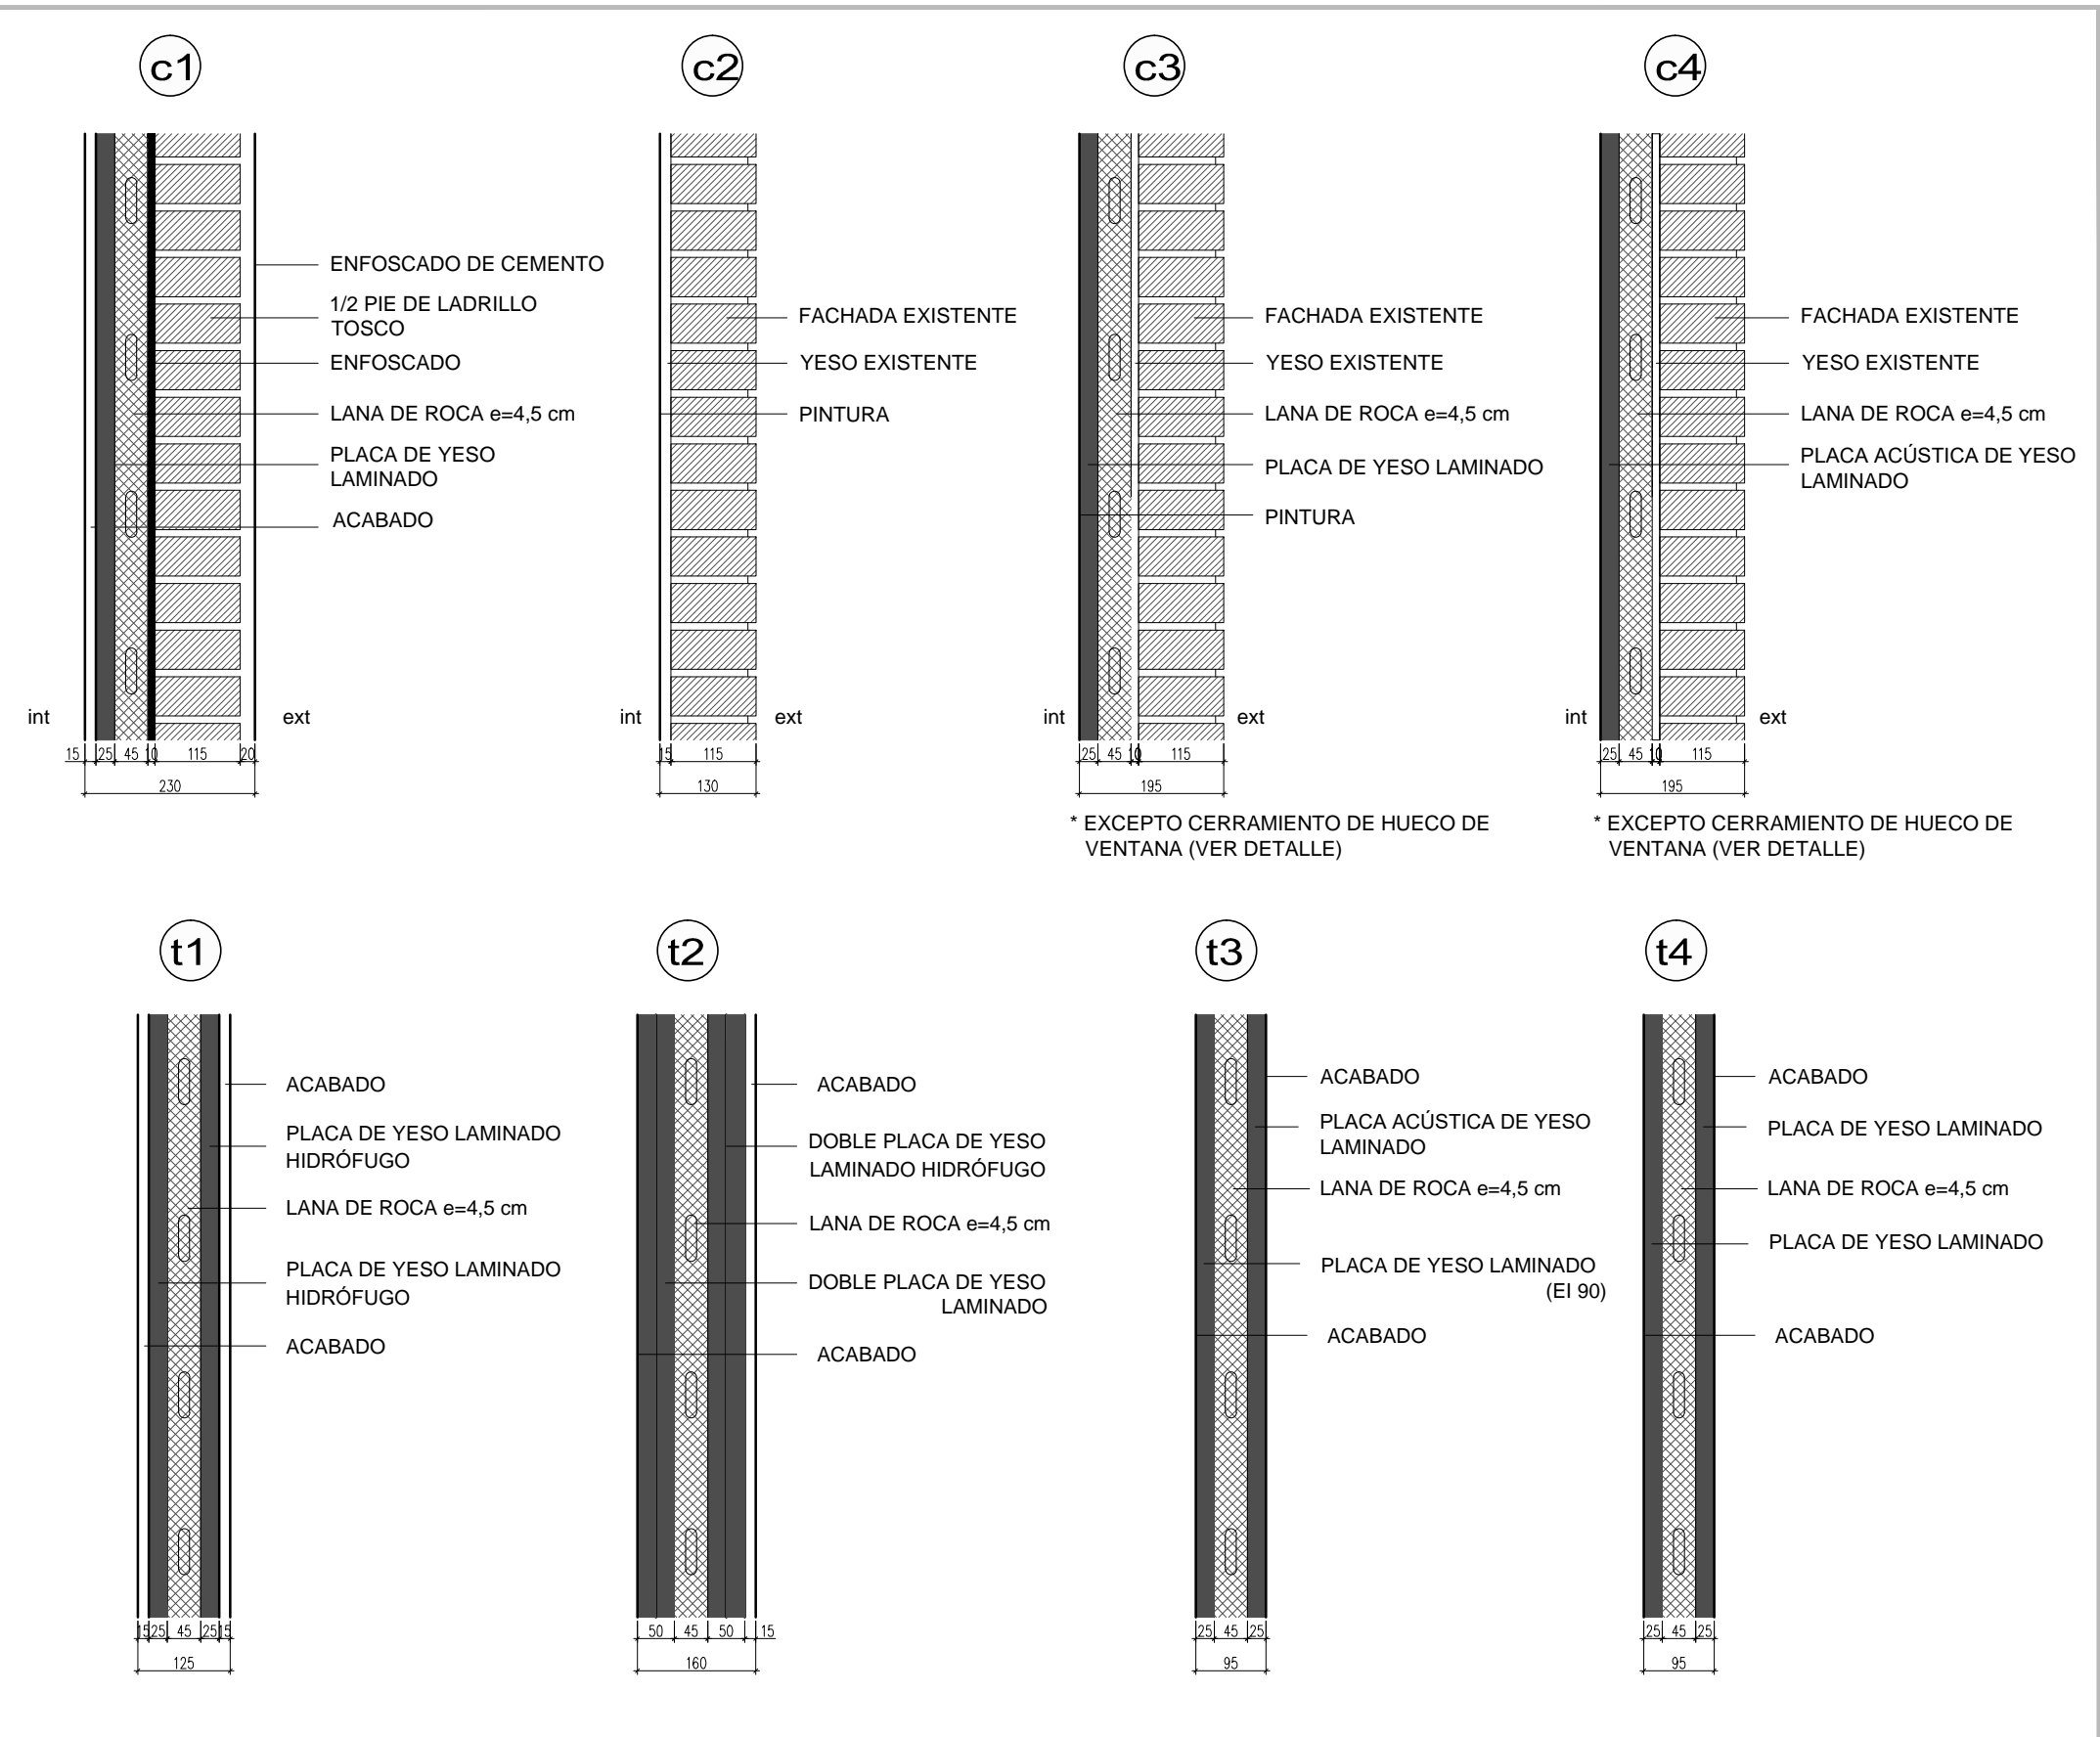 c1
ENFOSCADO DE CEMENTO
1/2 PIE DE LADRILLO
TOSCO
ENFOSCADO
LANA DE ROCA e=4,5 cm
PLACA DE YESO
LAMINADO
ACABADO
int
ext
15 25 45 10 115 20
230
c2
FACHADA EXISTENTE
YESO EXISTENTE
PINTURA
int
ext
15 115
130
c3
FACHADA EXISTENTE
YESO EXISTENTE
LANA DE ROCA e=4,5 cm
PLACA DE YESO LAMINADO
PINTURA
int
ext
25 45 10 115
195
* EXCEPTO CERRAMIENTO DE HUECO DE
VENTANA (VER DETALLE)
c4
FACHADA EXISTENTE
YESO EXISTENTE
LANA DE ROCA e=4,5 cm
PLACA ACÚSTICA DE YESO
LAMINADO
int
ext
25 45 10 115
195
* EXCEPTO CERRAMIENTO DE HUECO DE
VENTANA (VER DETALLE)
t1
ACABADO
PLACA DE YESO LAMINADO
HIDRÓFUGO
LANA DE ROCA e=4,5 cm
PLACA DE YESO LAMINADO
HIDRÓFUGO
ACABADO
15 25 45 25 15
125
t2
ACABADO
DOBLE PLACA DE YESO
LAMINADO HIDRÓFUGO
LANA DE ROCA e=4,5 cm
DOBLE PLACA DE YESO
LAMINADO
ACABADO
50 45 50 15
160
t3
ACABADO
PLACA ACÚSTICA DE YESO
LAMINADO
LANA DE ROCA e=4,5 cm
PLACA DE YESO LAMINADO
(EI 90)
ACABADO
25 45 25
95
t4
ACABADO
PLACA DE YESO LAMINADO
LANA DE ROCA e=4,5 cm
PLACA DE YESO LAMINADO
ACABADO
25 45 25
95